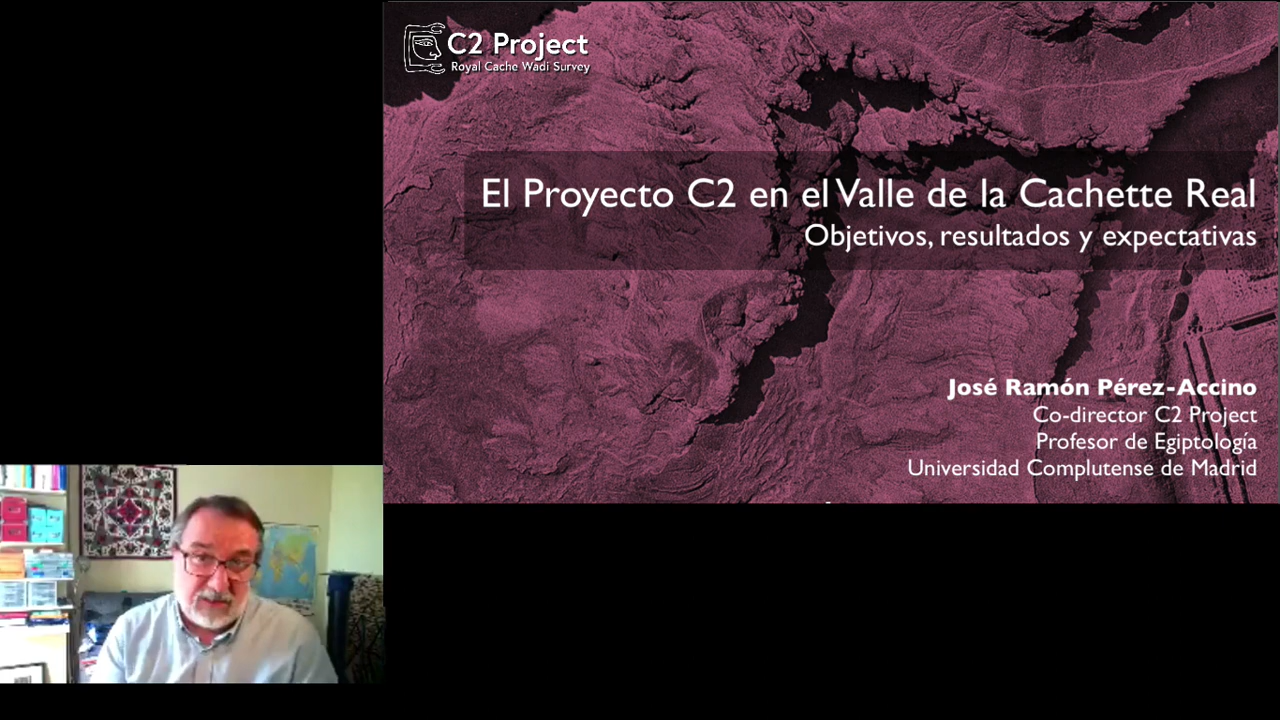 C2 Project
Royal Cache Wadi Survey
El Proyecto C2 en el Valle de la Cachette Real
Objetivos, resultados y expectativas
José Ramón Pérez-Accino
Co-director C2 Project
Profesor de Egiptología
Universidad Complutense de Madrid